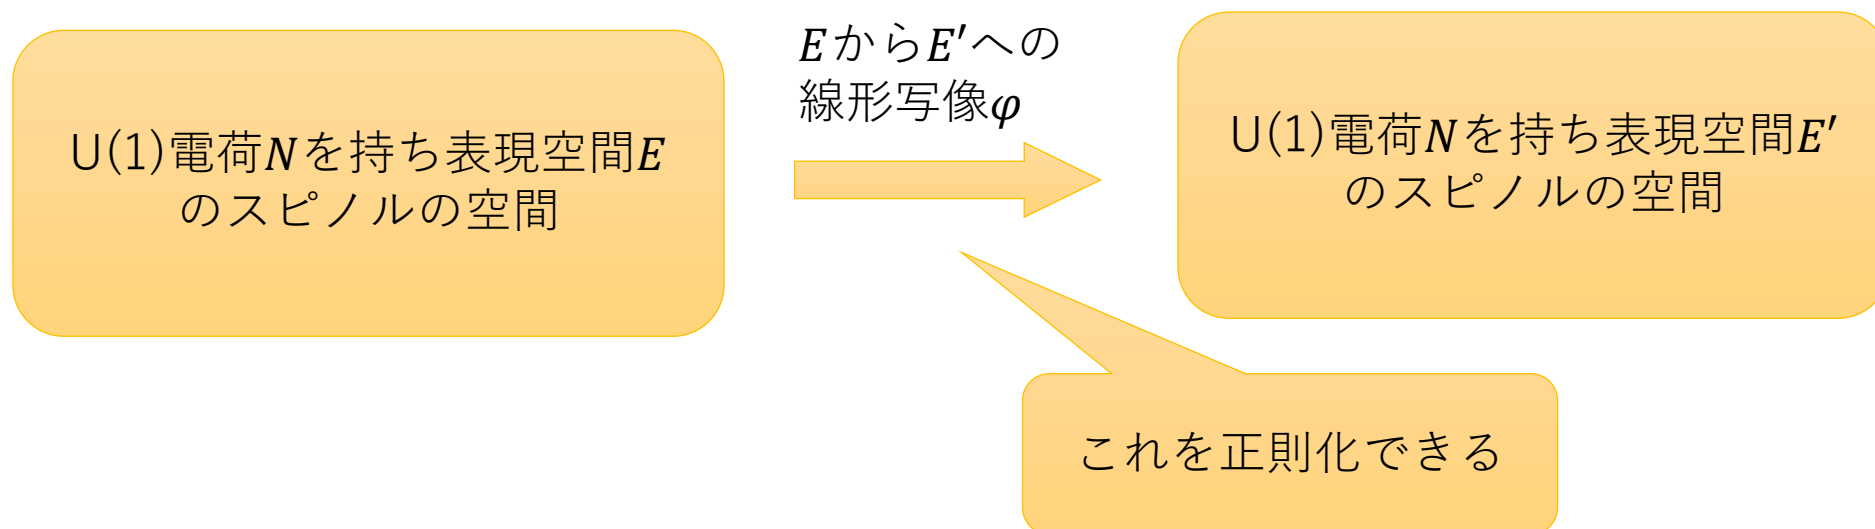 U(1)電荷Nを持ち表現空間E
のスピノルの空間
EからE′への
線形写像φ
U(1)電荷Nを持ち表現空間E′
のスピノルの空間
これを正則化できる